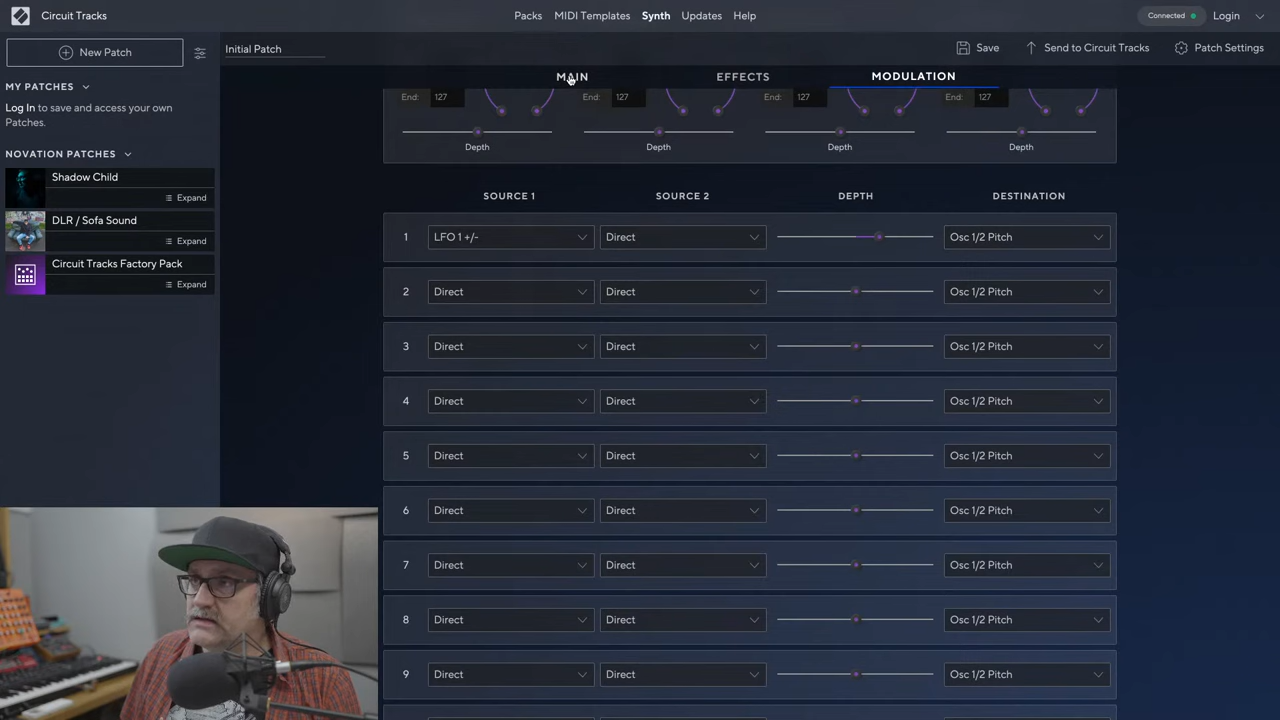 Circuit Tracks
Packs MIDI Templates Synth Updates Help
Connected
Login
New Patch
Initial Patch
Save
Send to Circuit Tracks
Patch Settings
MAIN EFFECTS MODULATION
MY PATCHES
Log In to save and access your own
Patches.
NOVATION PATCHES
Shadow Child
Expand
DLR / Sofa Sound
Expand
Circuit Tracks Factory Pack
Expand
End: 127 End: 127 End: 127 End: 127
Depth Depth Depth Depth
SOURCE 1 SOURCE 2 DEPTH DESTINATION
1 LFO 1 +/- Direct Osc 1/2 Pitch
2 Direct Direct Osc 1/2 Pitch
3 Direct Direct Osc 1/2 Pitch
4 Direct Direct Osc 1/2 Pitch
5 Direct Direct Osc 1/2 Pitch
6 Direct Direct Osc 1/2 Pitch
7 Direct Direct Osc 1/2 Pitch
8 Direct Direct Osc 1/2 Pitch
9 Direct Direct Osc 1/2 Pitch